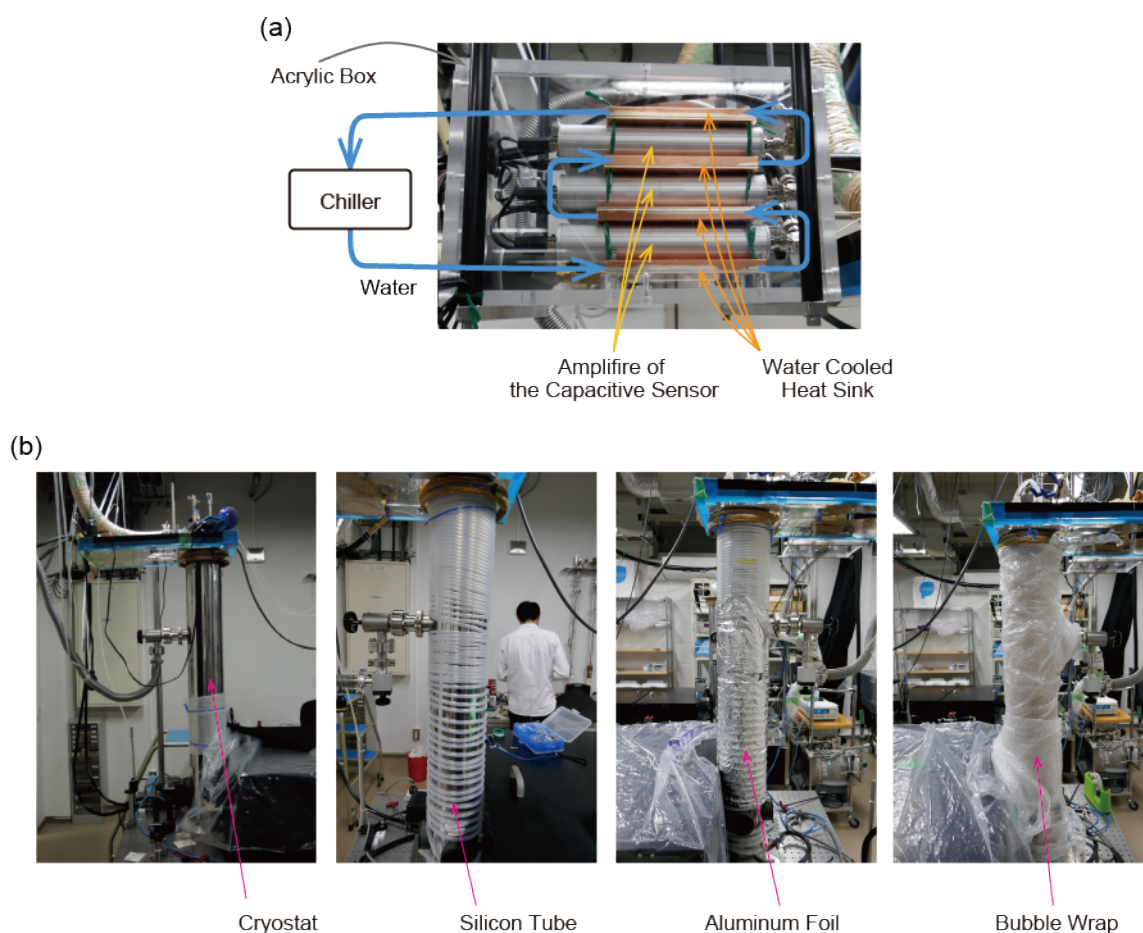 (a)
Acrylic Box
Chiller
Water
Amplifire of
the Capacitive Sensor
Water Cooled
Heat Sink
(b)
Cryostat
Silicon Tube
Aluminum Foil
Bubble Wrap